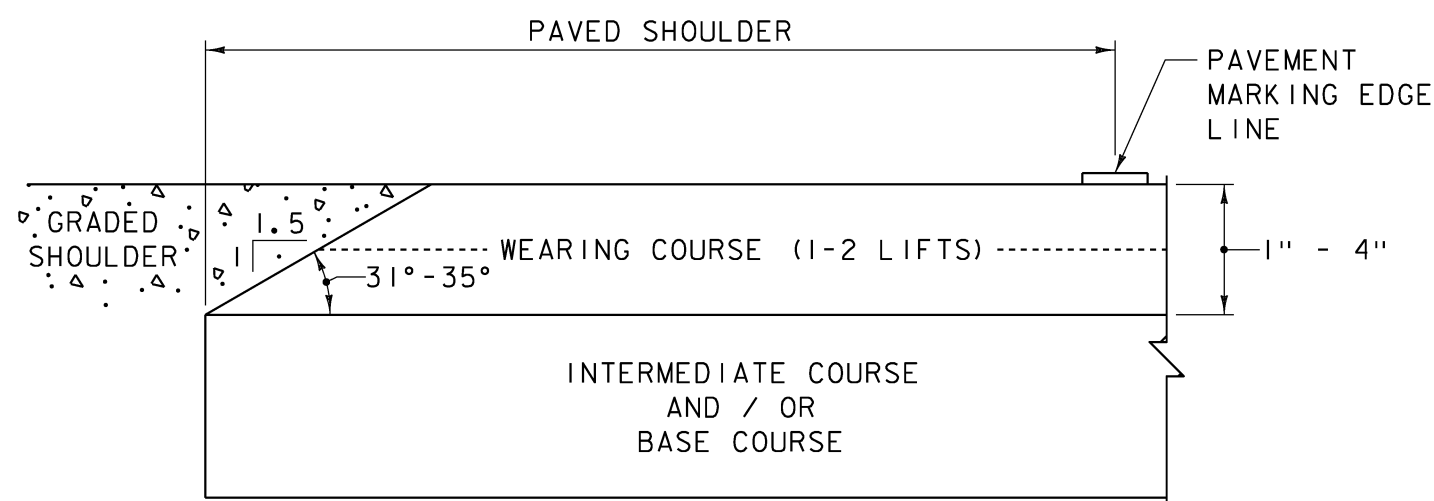 PAVED SHOULDER
PAVEMENT
MARKING EDGE
LINE
GRADED
SHOULDER
1.5
1
WEARING COURSE (1-2 LIFTS)
31°-35°
1" - 4"
INTERMEDIATE COURSE
AND / OR
BASE COURSE